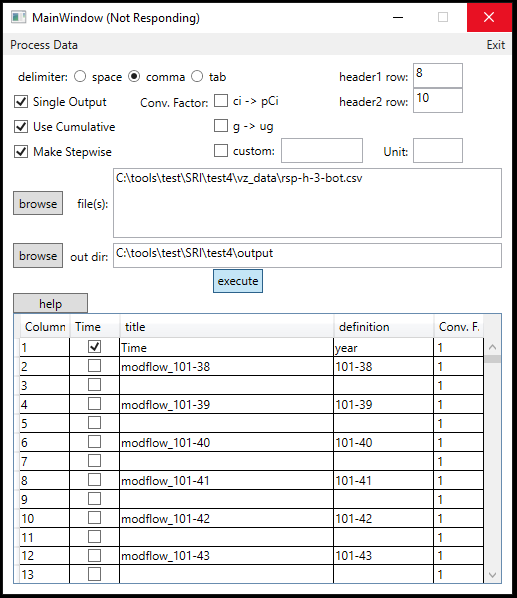 MainWindow (Not Responding)
Process Data Exit
delimiter: space comma tab header1 row: 8
Single Output Conv. Factor: ci -> pCi header2 row: 10
Use Cumulative g -> ug
Make Stepwise custom: Unit:
C:\tools\test\SRI\test4\vz_data\rsp-h-3-bot.csv
browse file(s):
browse out dir: C:\tools\test\SRI\test4\output
execute
help
Column Time title definition Conv. F.
1 Time year 1
2 modflow_101-38 101-38 1
3 1
4 modflow_101-39 101-39 1
5 1
6 modflow_101-40 101-40 1
7 1
8 modflow_101-41 101-41 1
9 1
10 modflow_101-42 101-42 1
11 1
12 modflow_101-43 101-43 1
13 1